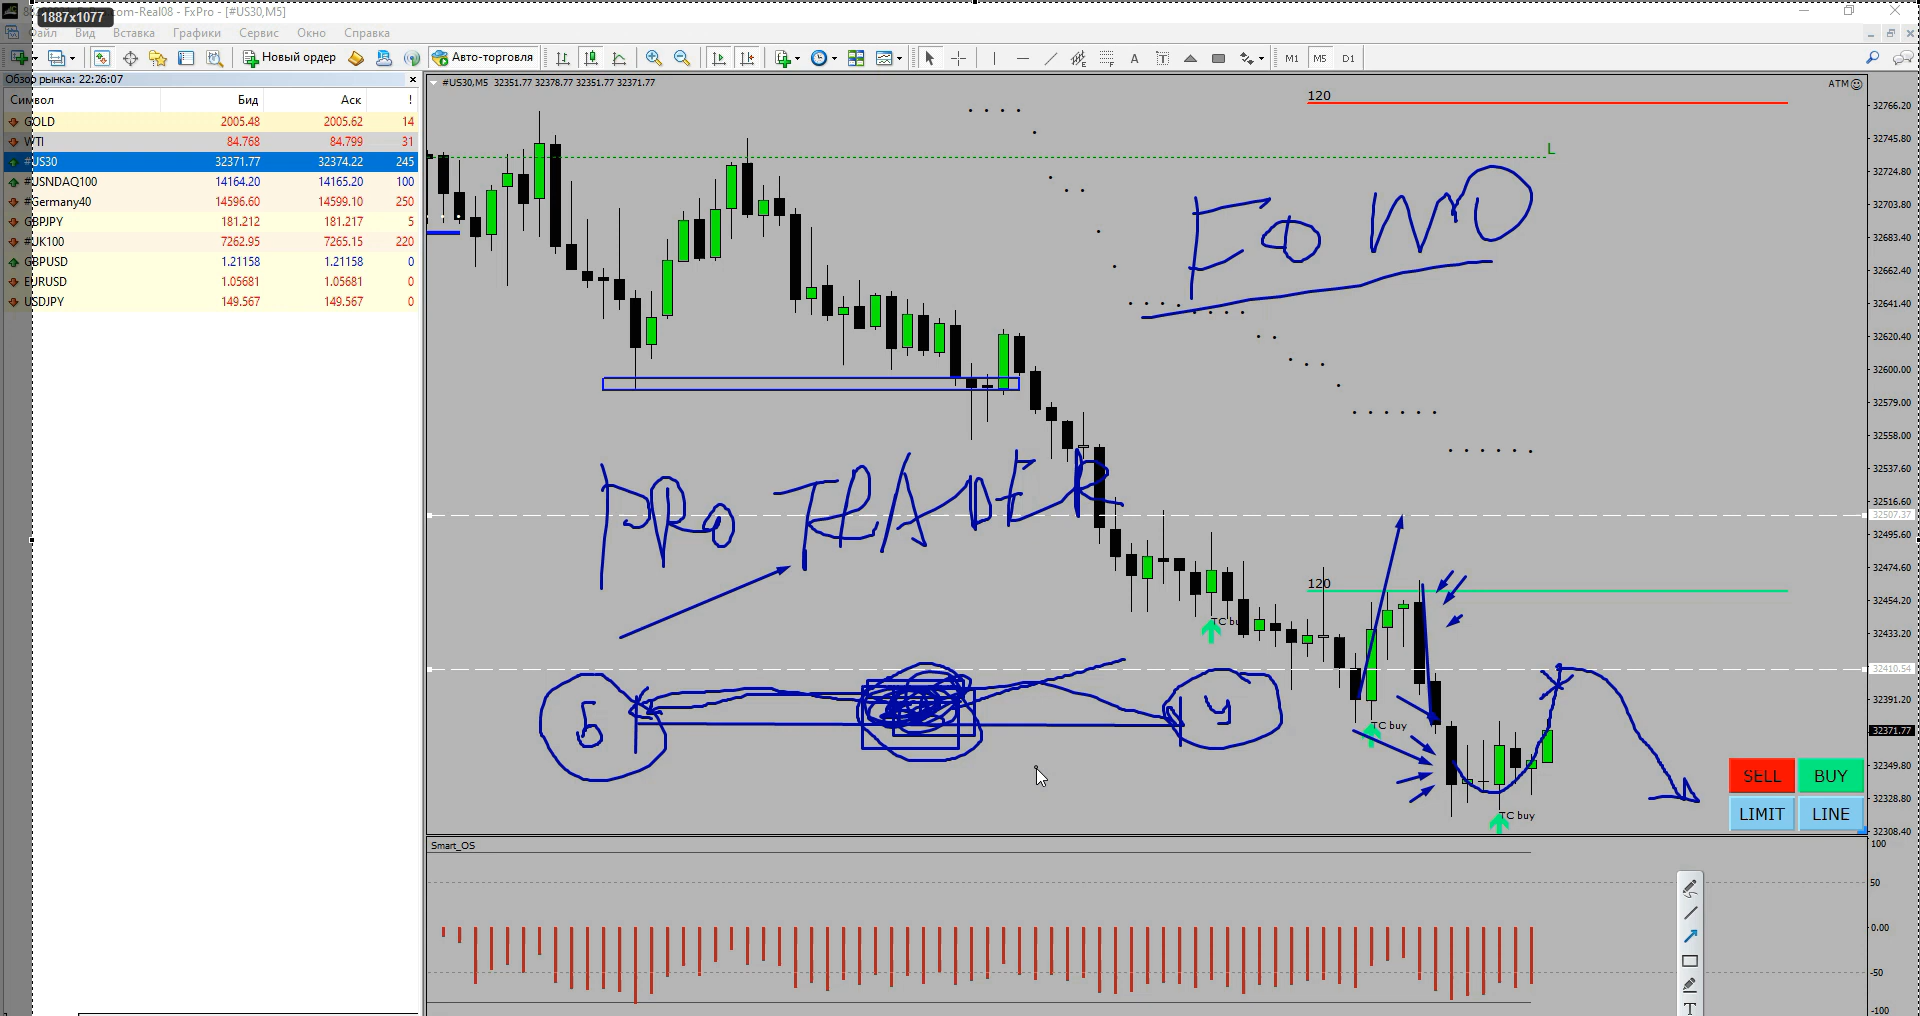 1887x1077
com-Real08 - FxPro - [#US30,M5]
айл Вид Вставка Графики Сервис Окно Справка
Новый ордер Авто-торговля A T M1 M5 D1
Обзор рынка: 22:26:07
Символ Бид Аск !
GOLD 2005.48 2005.62 14
WTI 84.768 84.799 31
#US30 32371.77 32374.22 245
#USNDAQ100 14164.20 14165.20 100
#Germany40 14596.60 14599.10 250
GBPJPY 181.212 181.217 5
#UK100 7262.95 7265.15 220
GBPUSD 1.21158 1.21158 0
EURUSD 1.05681 1.05681 0
USDJPY 149.567 149.567 0
#US30,M5 32351.77 32378.77 32351.77 32371.77
ATM
120
L
FOMO
PRO TRADER
120
TC buy
Б
У
TC buy
TC buy
32766.20
32745.80
32724.80
32703.80
32683.40
32662.40
32641.40
32620.40
32600.00
32579.00
32558.00
32537.60
32516.60
32507.37
32495.60
32474.60
32454.20
32433.20
32410.54
32391.20
32371.77
32349.80
32328.80
32308.40
SELL BUY
LIMIT LINE
Smart_OS
100
50
0.00
-50
-100
T